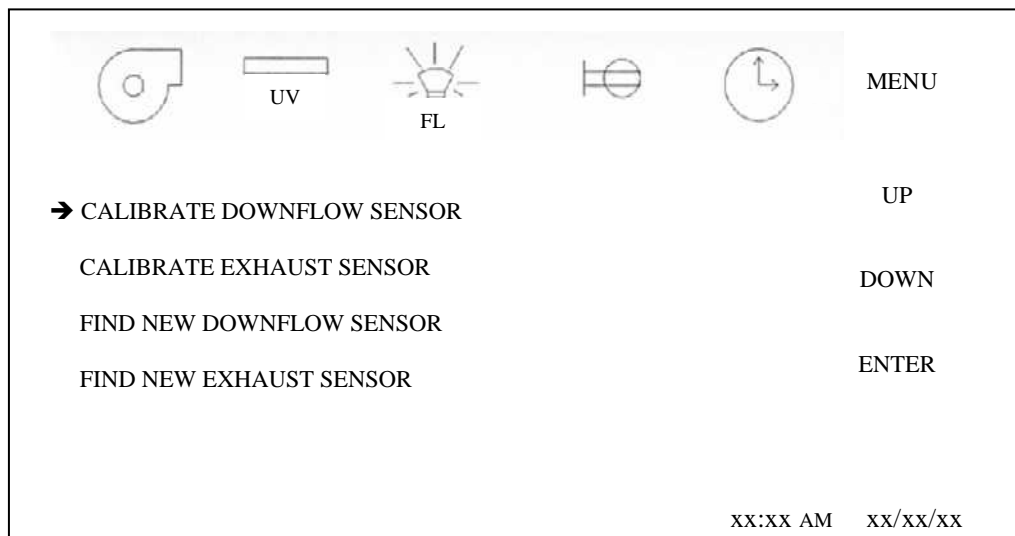 UV
FL
MENU
UP
➔ CALIBRATE DOWNFLOW SENSOR
CALIBRATE EXHAUST SENSOR
DOWN
FIND NEW DOWNFLOW SENSOR
FIND NEW EXHAUST SENSOR
ENTER
xx:xx AM xx/xx/xx